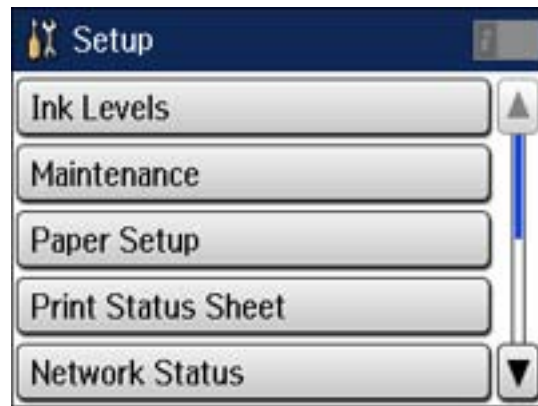 Setup
Ink Levels
Maintenance
Paper Setup
Print Status Sheet
Network Status